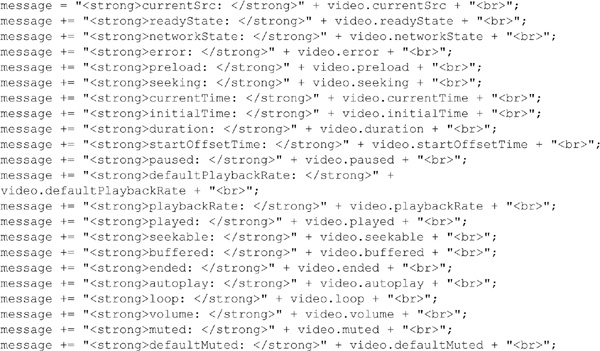 message = "<strong>currentSrc: </strong>" + video.currentSrc + "<br>";
message += "<strong>readyState: </strong>" + video.readyState + "<br>";
message += "<strong>networkState: </strong>" + video.networkState + "<br>";
message += "<strong>error: </strong>" + video.error + "<br>";
message += "<strong>preload: </strong>" + video.preload + "<br>";
message += "<strong>seeking: </strong>" + video.seeking + "<br>";
message += "<strong>currentTime: </strong>" + video.currentTime + "<br>";
message += "<strong>initialTime: </strong>" + video.initialTime + "<br>";
message += "<strong>duration: </strong>" + video.duration + "<br>";
message += "<strong>startOffsetTime: </strong>" + video.startOffsetTime + "<br>";
message += "<strong>paused: </strong>" + video.paused + "<br>";
message += "<strong>defaultPlaybackRate: </strong>" +
video.defaultPlaybackRate + "<br>";
message += "<strong>playbackRate: </strong>" + video.playbackRate + "<br>";
message += "<strong>played: </strong>" + video.played + "<br>";
message += "<strong>seekable: </strong>" + video.seekable + "<br>";
message += "<strong>buffered: </strong>" + video.buffered + "<br>";
message += "<strong>ended: </strong>" + video.ended + "<br>";
message += "<strong>autoplay: </strong>" + video.autoplay + "<br>";
message += "<strong>loop: </strong>" + video.loop + "<br>";
message += "<strong>volume: </strong>" + video.volume + "<br>";
message += "<strong>muted: </strong>" + video.muted + "<br>";
message += "<strong>defaultMuted: </strong>" + video.defaultMuted + "<br>";